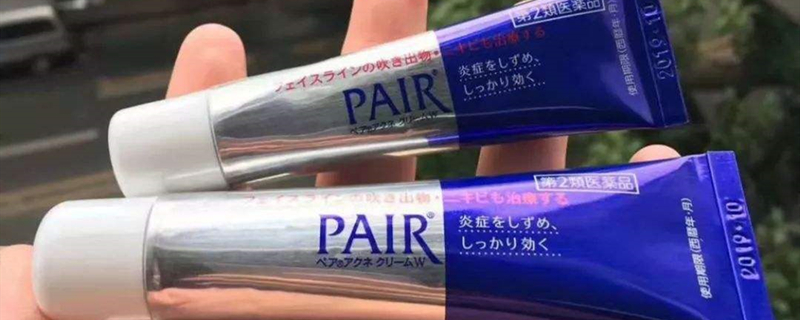 第2類医薬品
フェイスラインの吹き出物・ニキビも治療する
PAIR®
ペア®アクネ クリームW
炎症をしずめ、
しっかり効く。
使用期限(西暦年・月)
2019.10
第2類医薬品
フェイスラインの吹き出物・ニキビも治療する
PAIR®
ペア®アクネ クリームW
炎症をしずめ、
しっかり効く。
使用期限(西暦年・月)
2019.10